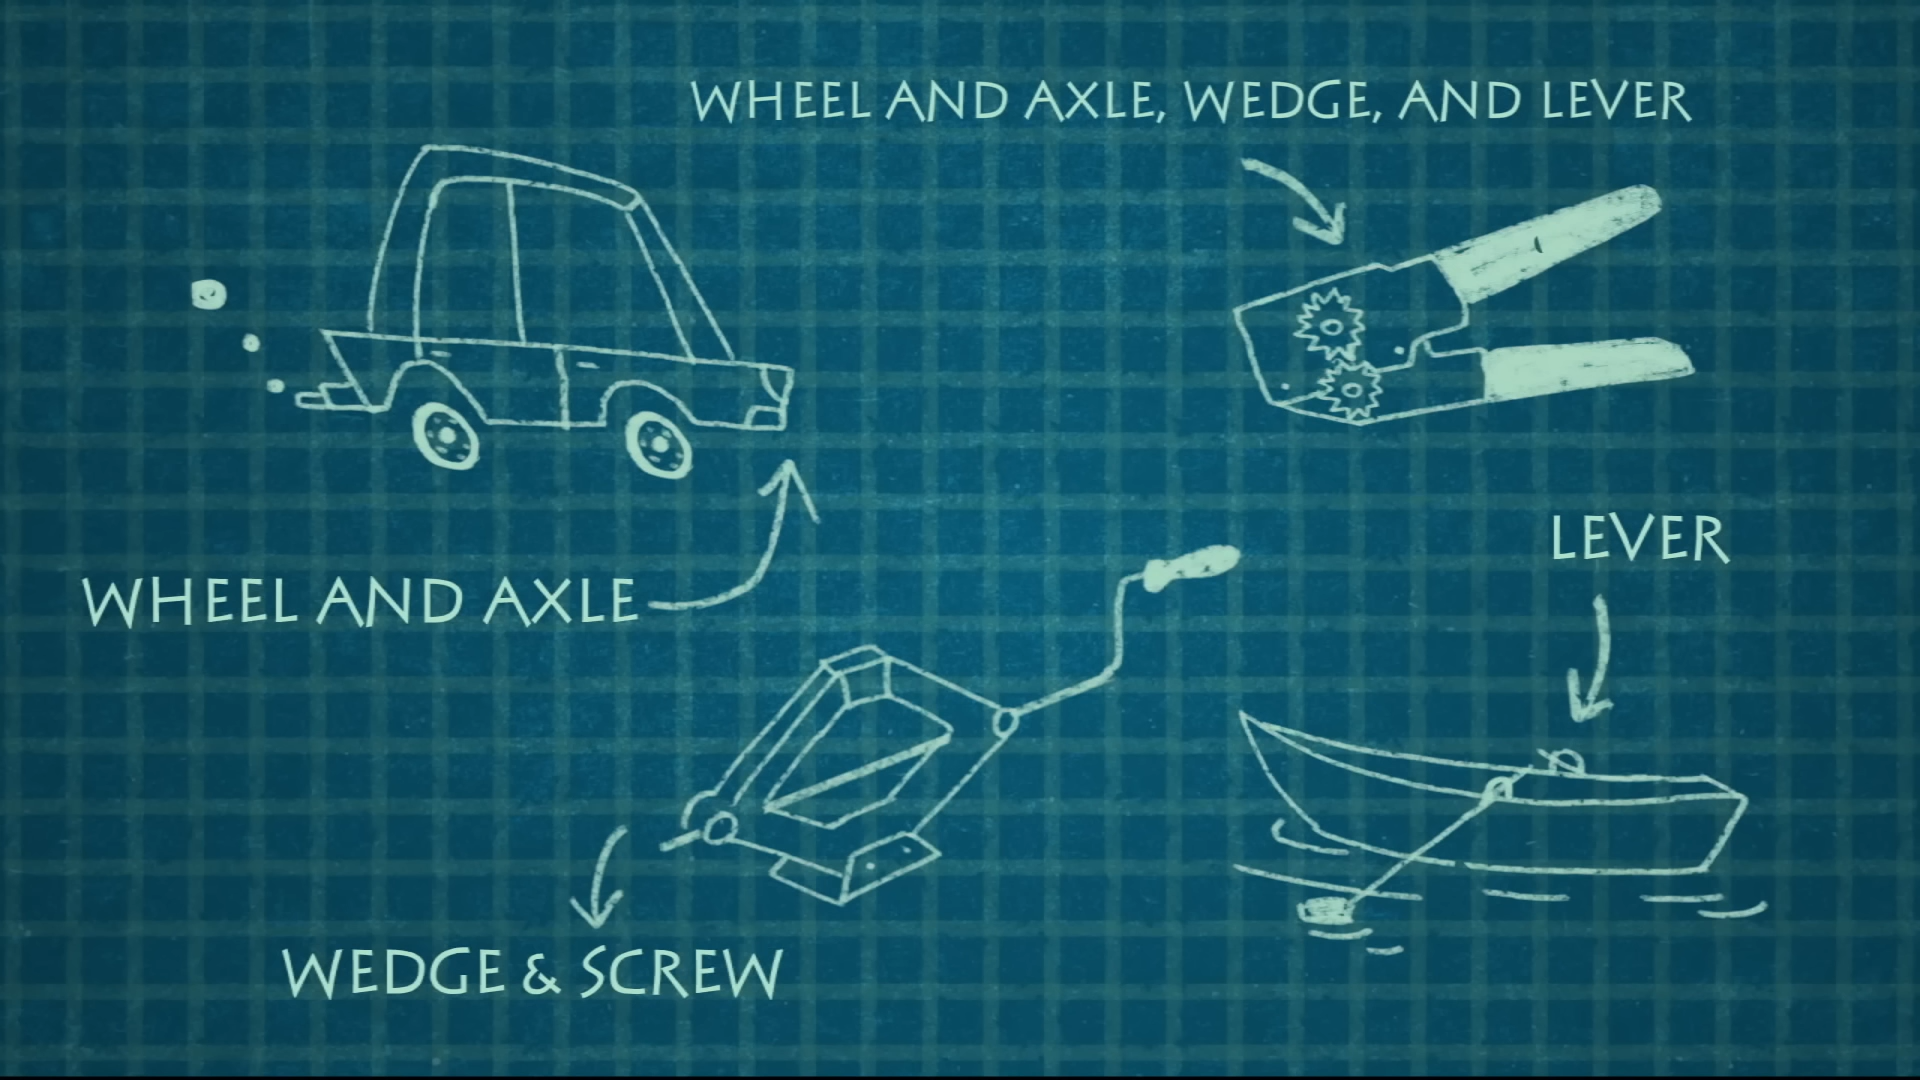 WHEEL AND AXLE, WEDGE, AND LEVER
LEVER
WHEEL AND AXLE
WEDGE & SCREW